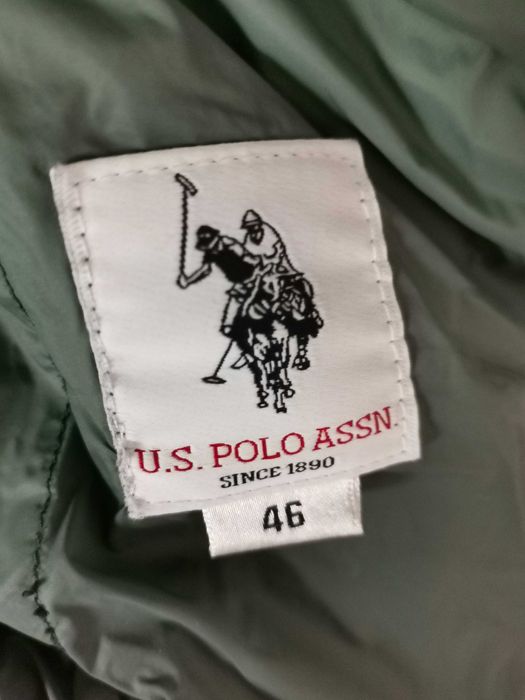 U.S. POLO ASSN.
SINCE 1890
46